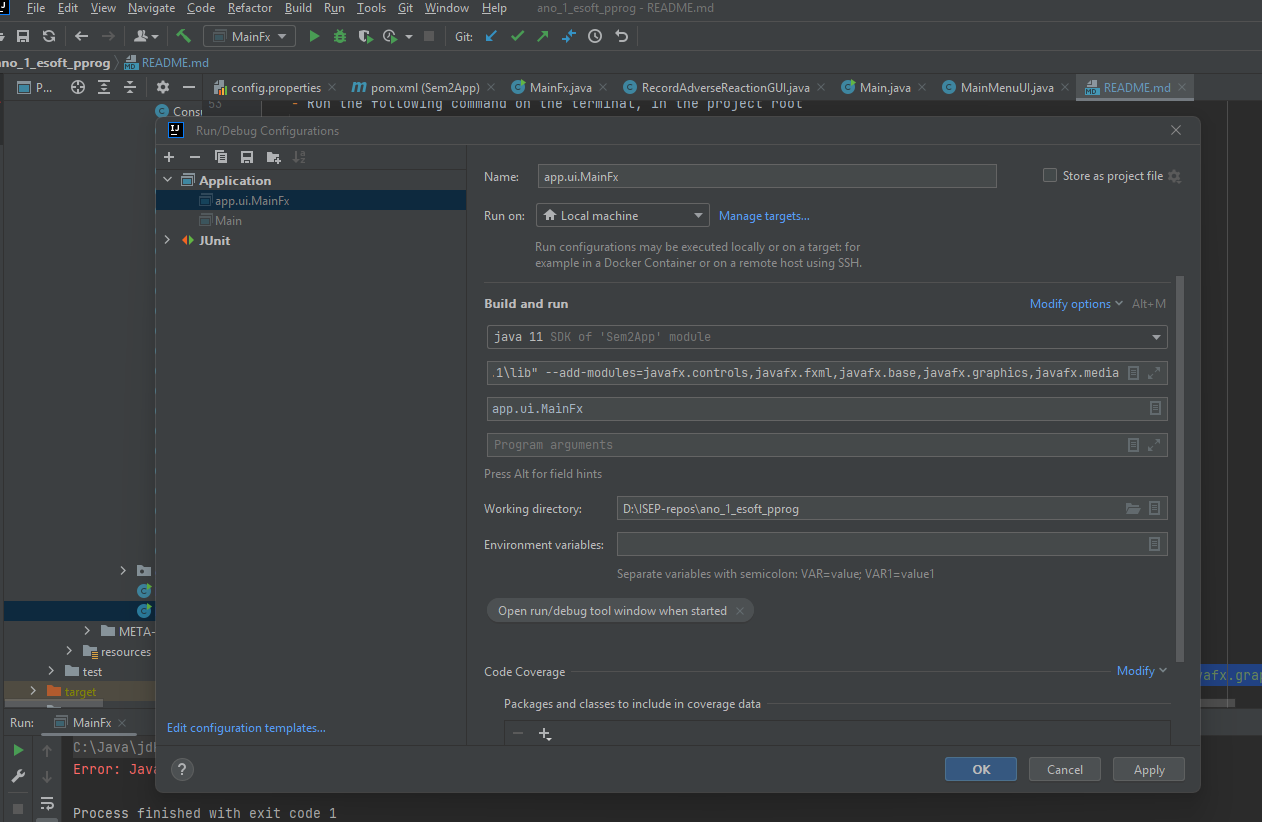 File Edit View Navigate Code Refactor Build Run Tools Git Window Help ano_1_esoft_pprog - README.md
MainFx Git:
no_1_esoft_pprog README.md
P... config.properties pom.xml (Sem2App) MainFx.java RecordAdverseReactionGUI.java Main.java MainMenuUI.java README.md
Consu 53 - Run the following command on the terminal, in the project root
Run/Debug Configurations
Application
app.ui.MainFx
Main
JUnit
Name: app.ui.MainFx Store as project file
Run on: Local machine Manage targets...
Run configurations may be executed locally or on a target: for
example in a Docker Container or on a remote host using SSH.
Build and run Modify options Alt+M
java 11 SDK of 'Sem2App' module
.1\lib" --add-modules=javafx.controls,javafx.fxml,javafx.base,javafx.graphics,javafx.media
app.ui.MainFx
Program arguments
Press Alt for field hints
Working directory: D:\ISEP-repos\ano_1_esoft_pprog
Environment variables:
Separate variables with semicolon: VAR=value; VAR1=value1
Open run/debug tool window when started
Code Coverage Modify
Packages and classes to include in coverage data
Edit configuration templates...
? OK Cancel Apply
META-
resources
test
target
vafx.grap
Run: MainFx
C:\Java\jd
Error: Java
Process finished with exit code 1